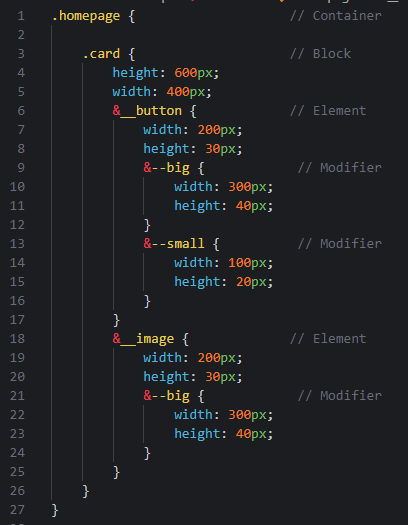 1 .homepage { // Container
2
3 .card { // Block
4 height: 600px;
5 width: 400px;
6 &__button { // Element
7 width: 200px;
8 height: 30px;
9 &--big { // Modifier
10 width: 300px;
11 height: 40px;
12 }
13 &--small { // Modifier
14 width: 100px;
15 height: 20px;
16 }
17 }
18 &__image { // Element
19 width: 200px;
20 height: 30px;
21 &--big { // Modifier
22 width: 300px;
23 height: 40px;
24 }
25 }
26 }
27 }